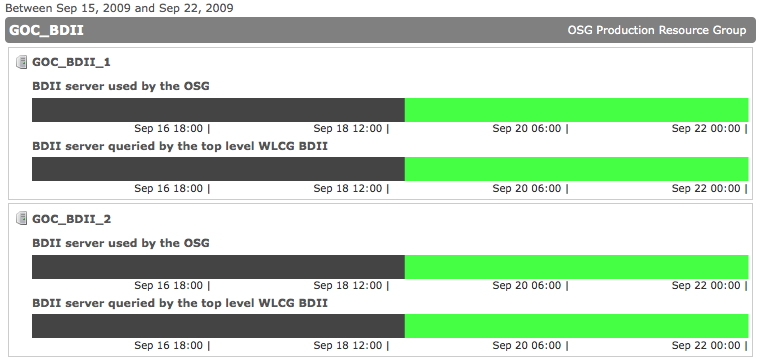 Between Sep 15, 2009 and Sep 22, 2009
GOC_BDII OSG Production Resource Group
GOC_BDII_1
BDII server used by the OSG
Sep 16 18:00 | Sep 18 12:00 | Sep 20 06:00 | Sep 22 00:00 |
BDII server queried by the top level WLCG BDII
Sep 16 18:00 | Sep 18 12:00 | Sep 20 06:00 | Sep 22 00:00 |
GOC_BDII_2
BDII server used by the OSG
Sep 16 18:00 | Sep 18 12:00 | Sep 20 06:00 | Sep 22 00:00 |
BDII server queried by the top level WLCG BDII
Sep 16 18:00 | Sep 18 12:00 | Sep 20 06:00 | Sep 22 00:00 |